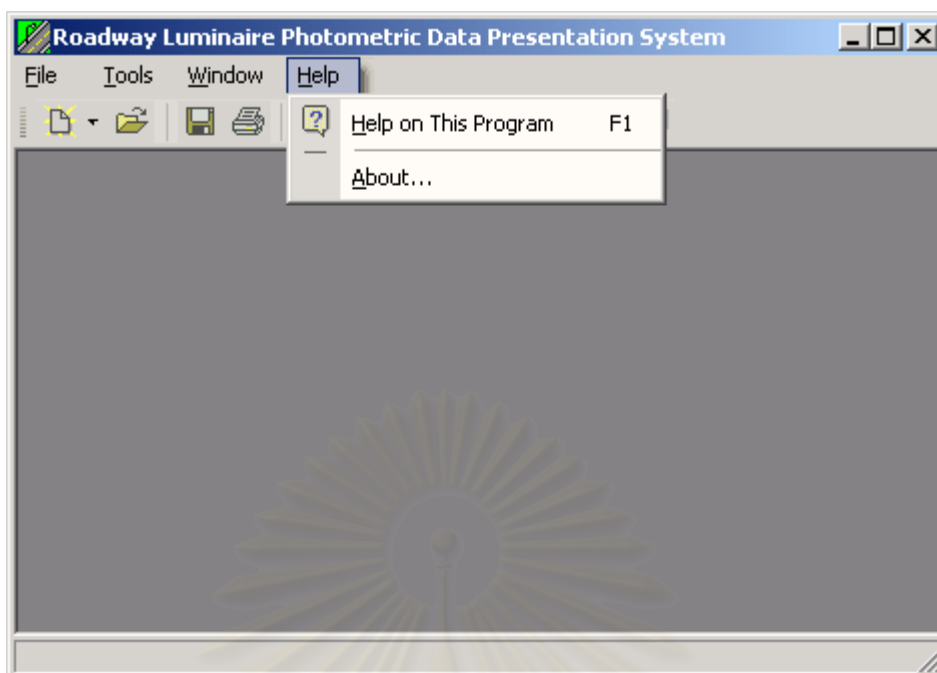 Roadway Luminaire Photometric Data Presentation System
File Tools Window Help
Help on This Program F1
About...